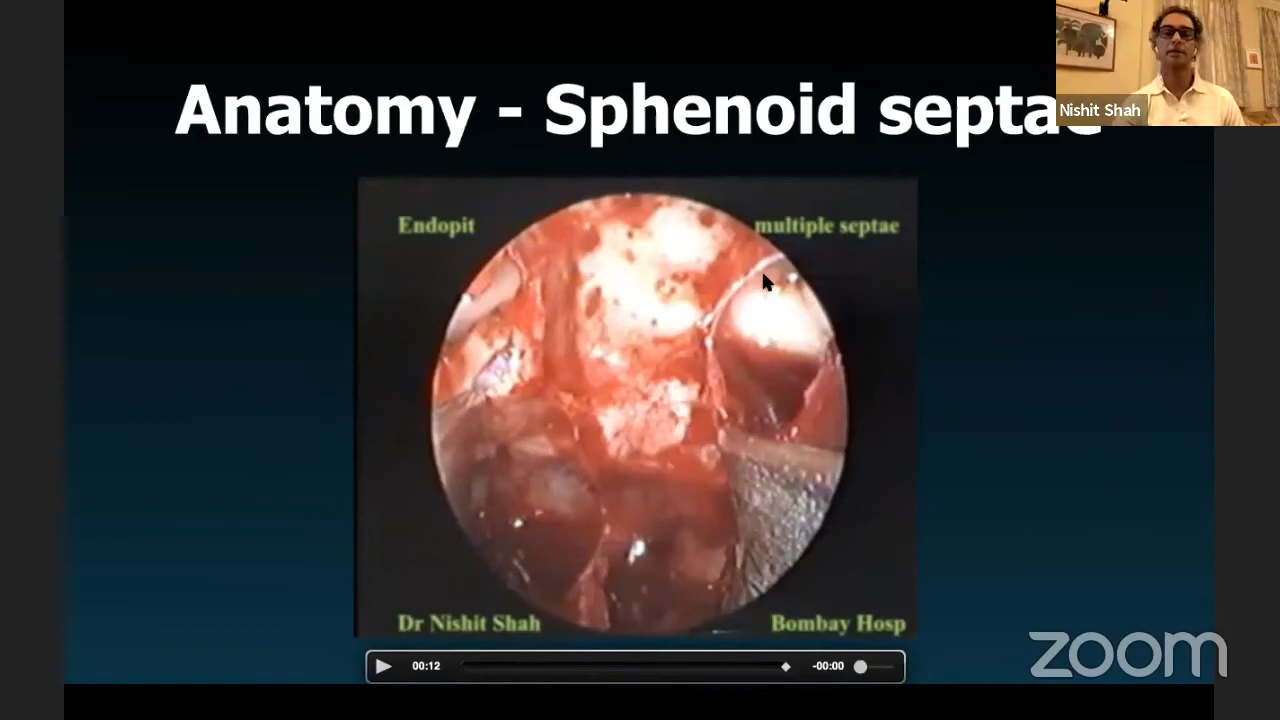 Anatomy - Sphenoid septae
Nishit Shah
Endopit
multiple septae
Dr Nishit Shah
Bombay Hosp
00:12
-00:00
zoom